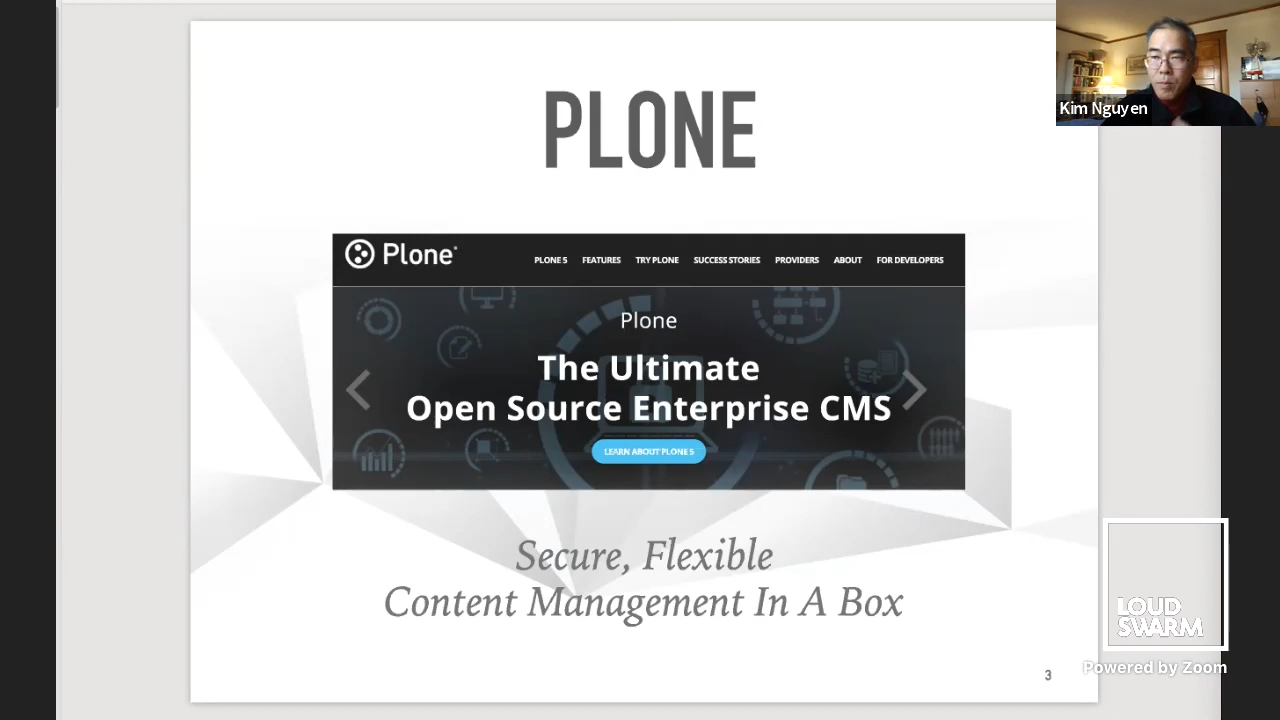 PLONE
Kim Nguyen
Plone
PLONE 5 FEATURES TRY PLONE SUCCESS STORIES PROVIDERS ABOUT FOR DEVELOPERS
Plone
The Ultimate
Open Source Enterprise CMS
LEARN ABOUT PLONE 5
Secure, Flexible
Content Management In A Box
3
LOUD
SWARM
Powered by Zoom